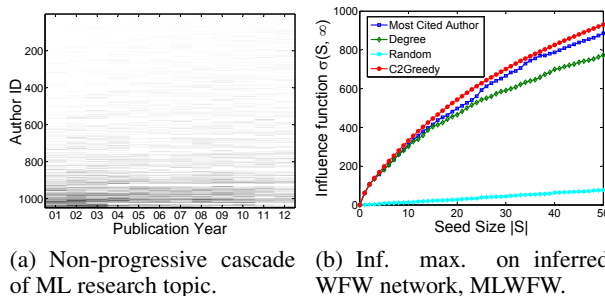 0
200
400
600
800
1000
Author ID
01 02 03 04 05 06 07 08 09 10 11 12
Publication Year
(a) Non-progressive cascade
of ML research topic.
1000
800
600
400
200
0
Influence function σ(S, ∞)
Most Cited Author
Degree
Random
C2Greedy
0 10 20 30 40 50
Seed Size |S|
(b) Inf. max. on inferred
WFW network, MLWFW.